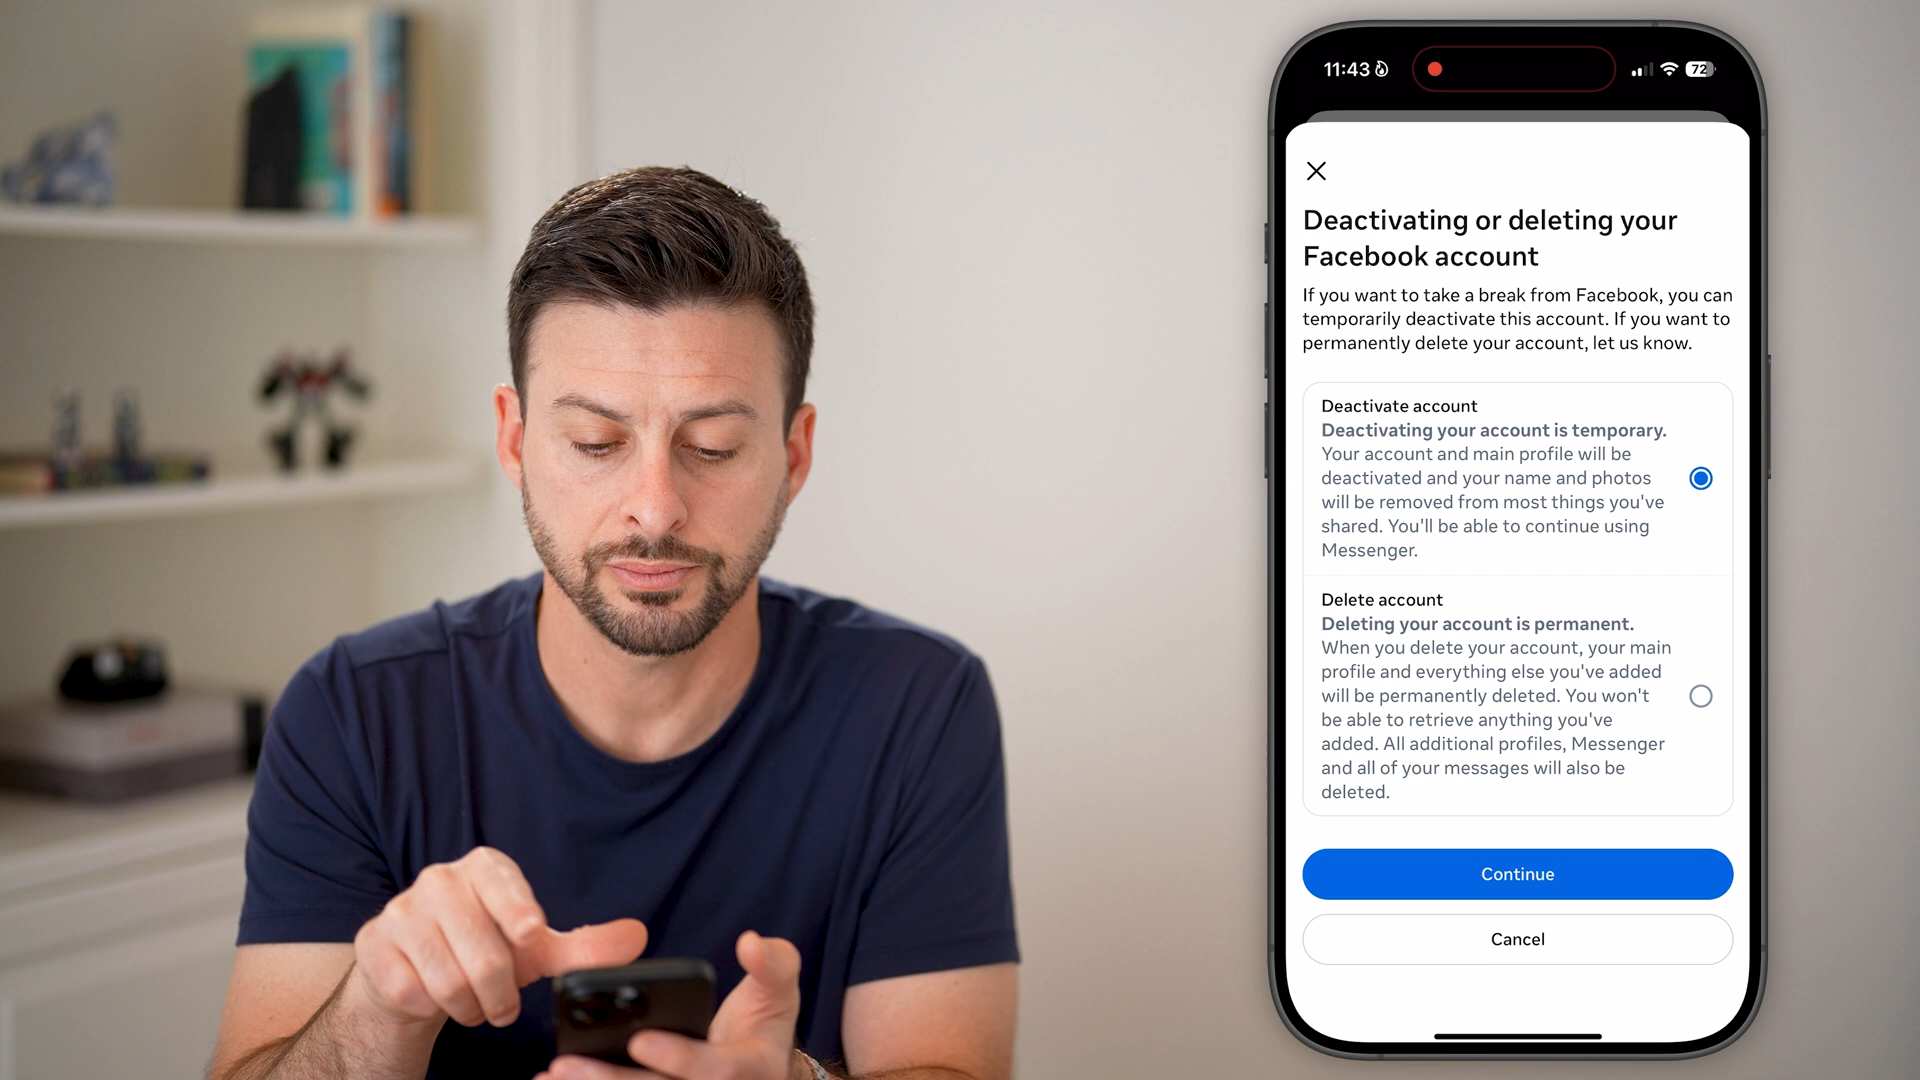 11:43
72
Deactivating or deleting your
Facebook account
If you want to take a break from Facebook, you can
temporarily deactivate this account. If you want to
permanently delete your account, let us know.
Deactivate account
Deactivating your account is temporary.
Your account and main profile will be
deactivated and your name and photos
will be removed from most things you've
shared. You'll be able to continue using
Messenger.
Delete account
Deleting your account is permanent.
When you delete your account, your main
profile and everything else you've added
will be permanently deleted. You won't
be able to retrieve anything you've
added. All additional profiles, Messenger
and all of your messages will also be
deleted.
Continue
Cancel